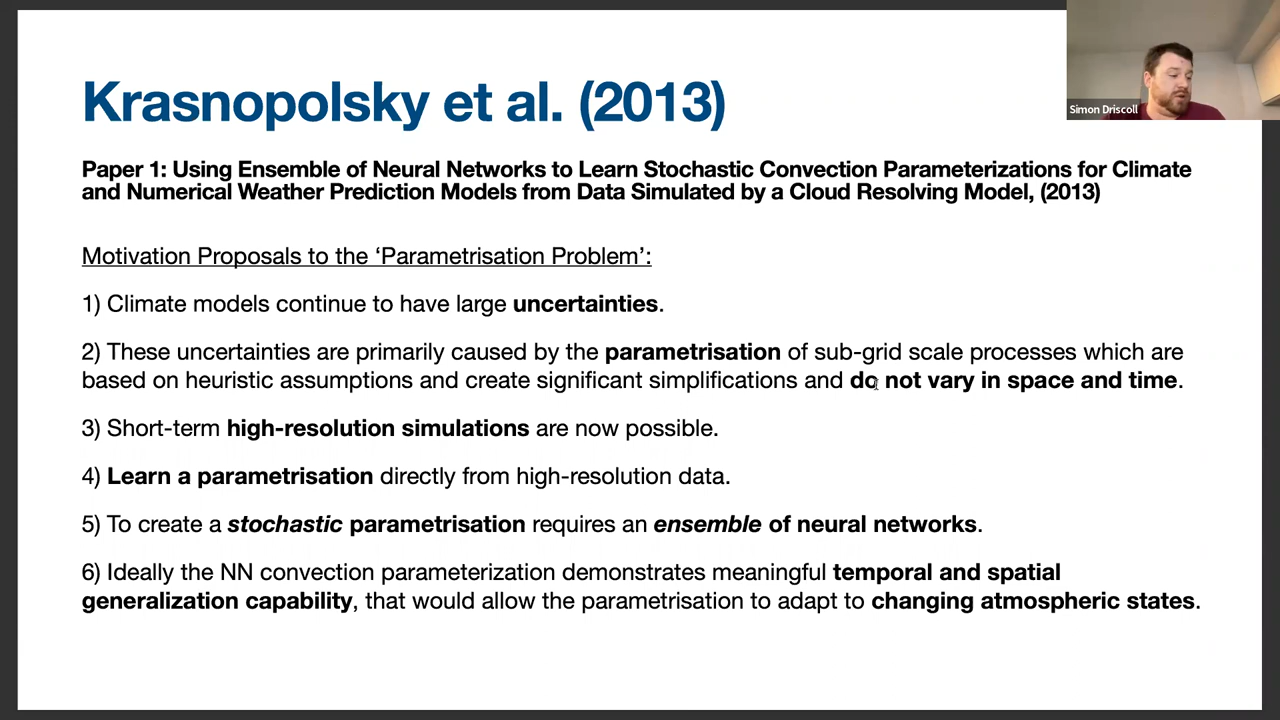 Krasnopolsky et al. (2013)
Simon Driscoll
Paper 1: Using Ensemble of Neural Networks to Learn Stochastic Convection Parameterizations for Climate
and Numerical Weather Prediction Models from Data Simulated by a Cloud Resolving Model, (2013)
Motivation Proposals to the ‘Parametrisation Problem’:
1) Climate models continue to have large uncertainties.
2) These uncertainties are primarily caused by the parametrisation of sub-grid scale processes which are
based on heuristic assumptions and create significant simplifications and do not vary in space and time.
3) Short-term high-resolution simulations are now possible.
4) Learn a parametrisation directly from high-resolution data.
5) To create a stochastic parametrisation requires an ensemble of neural networks.
6) Ideally the NN convection parameterization demonstrates meaningful temporal and spatial
generalization capability, that would allow the parametrisation to adapt to changing atmospheric states.